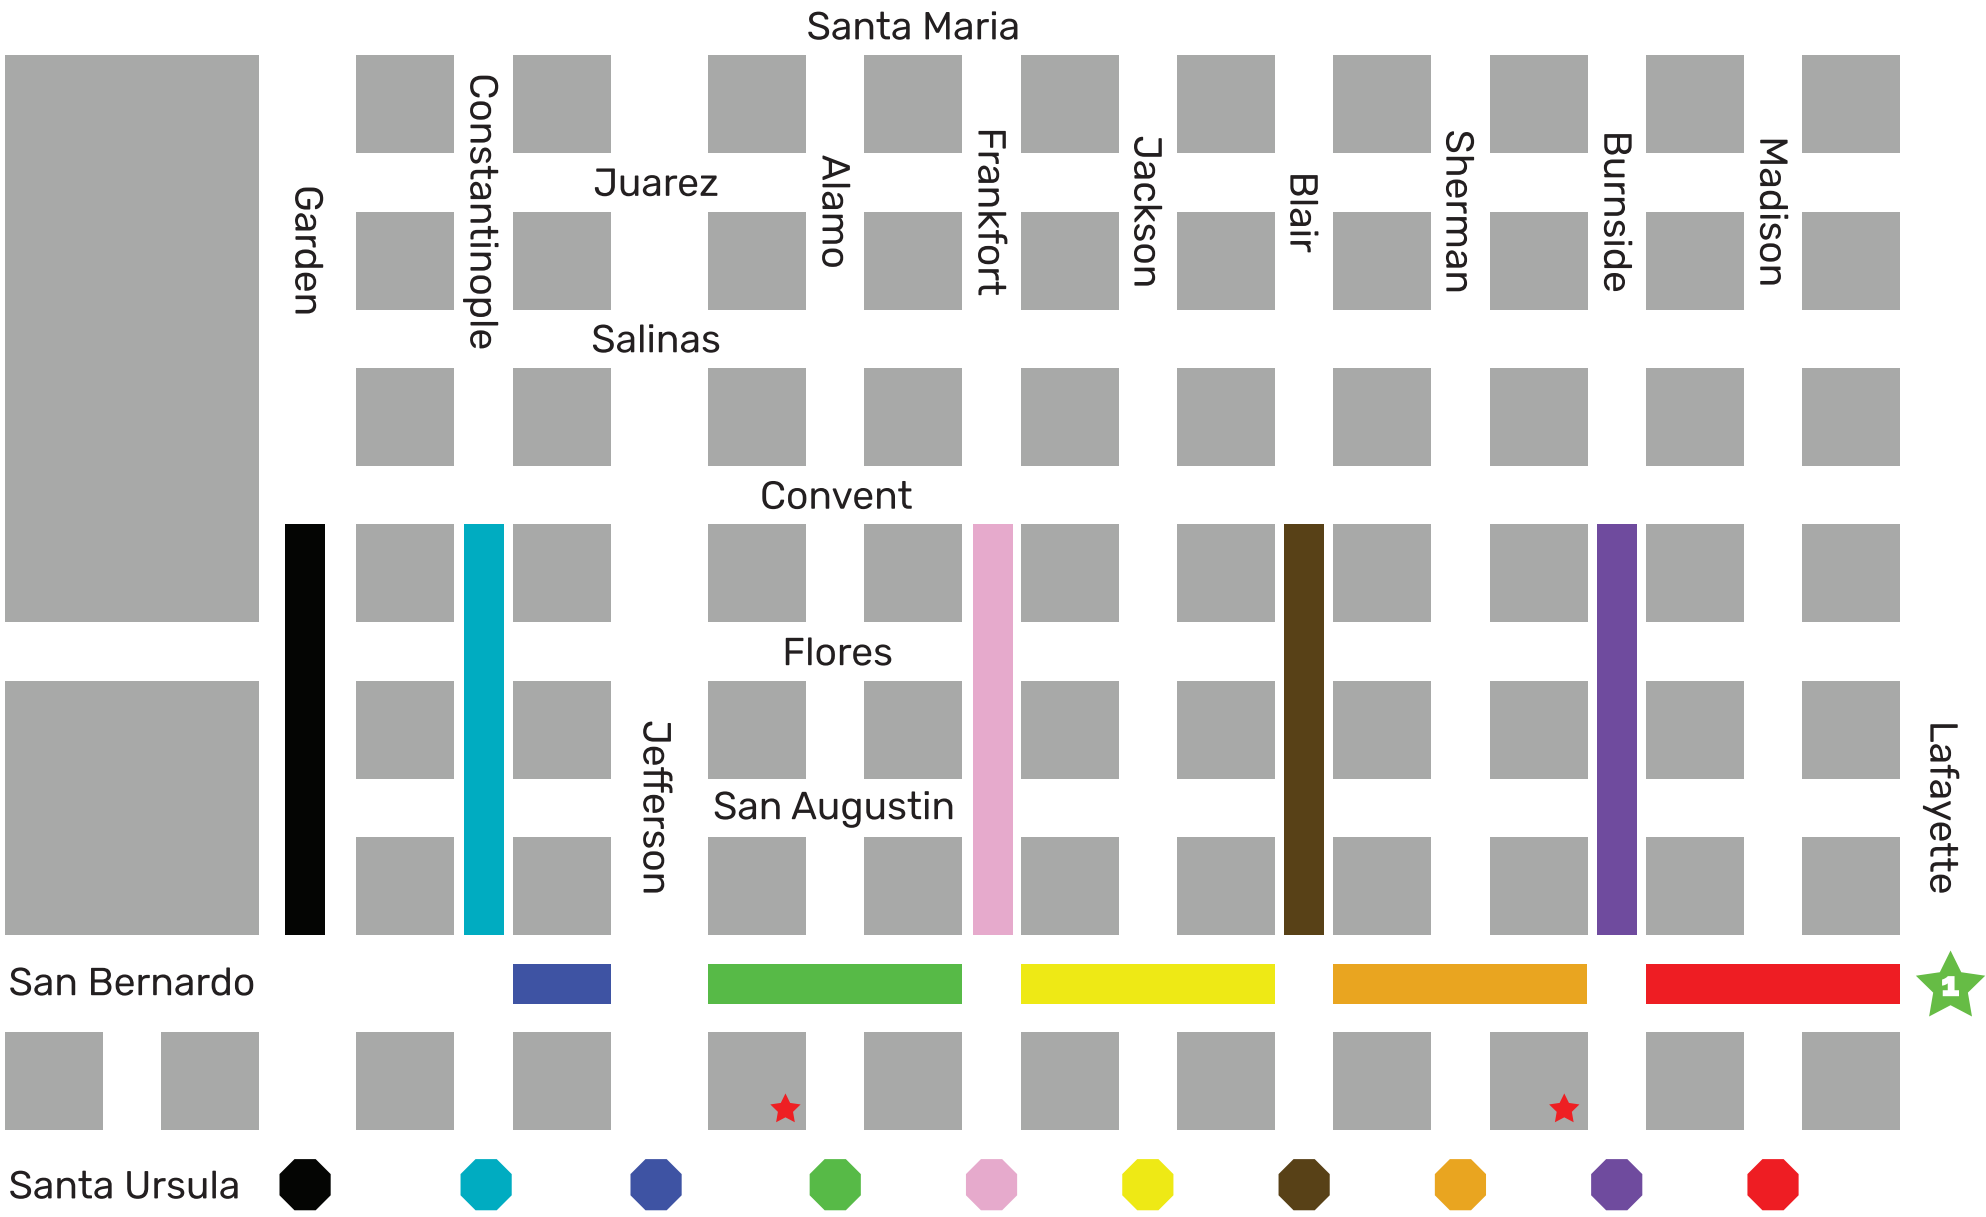 Santa Maria
Garden
Constantinople
Juarez
Alamo
Frankfort
Jackson
Blair
Sherman
Burnside
Madison
Salinas
Convent
Flores
Jefferson
San Augustin
Lafayette
San Bernardo
1
Santa Ursula